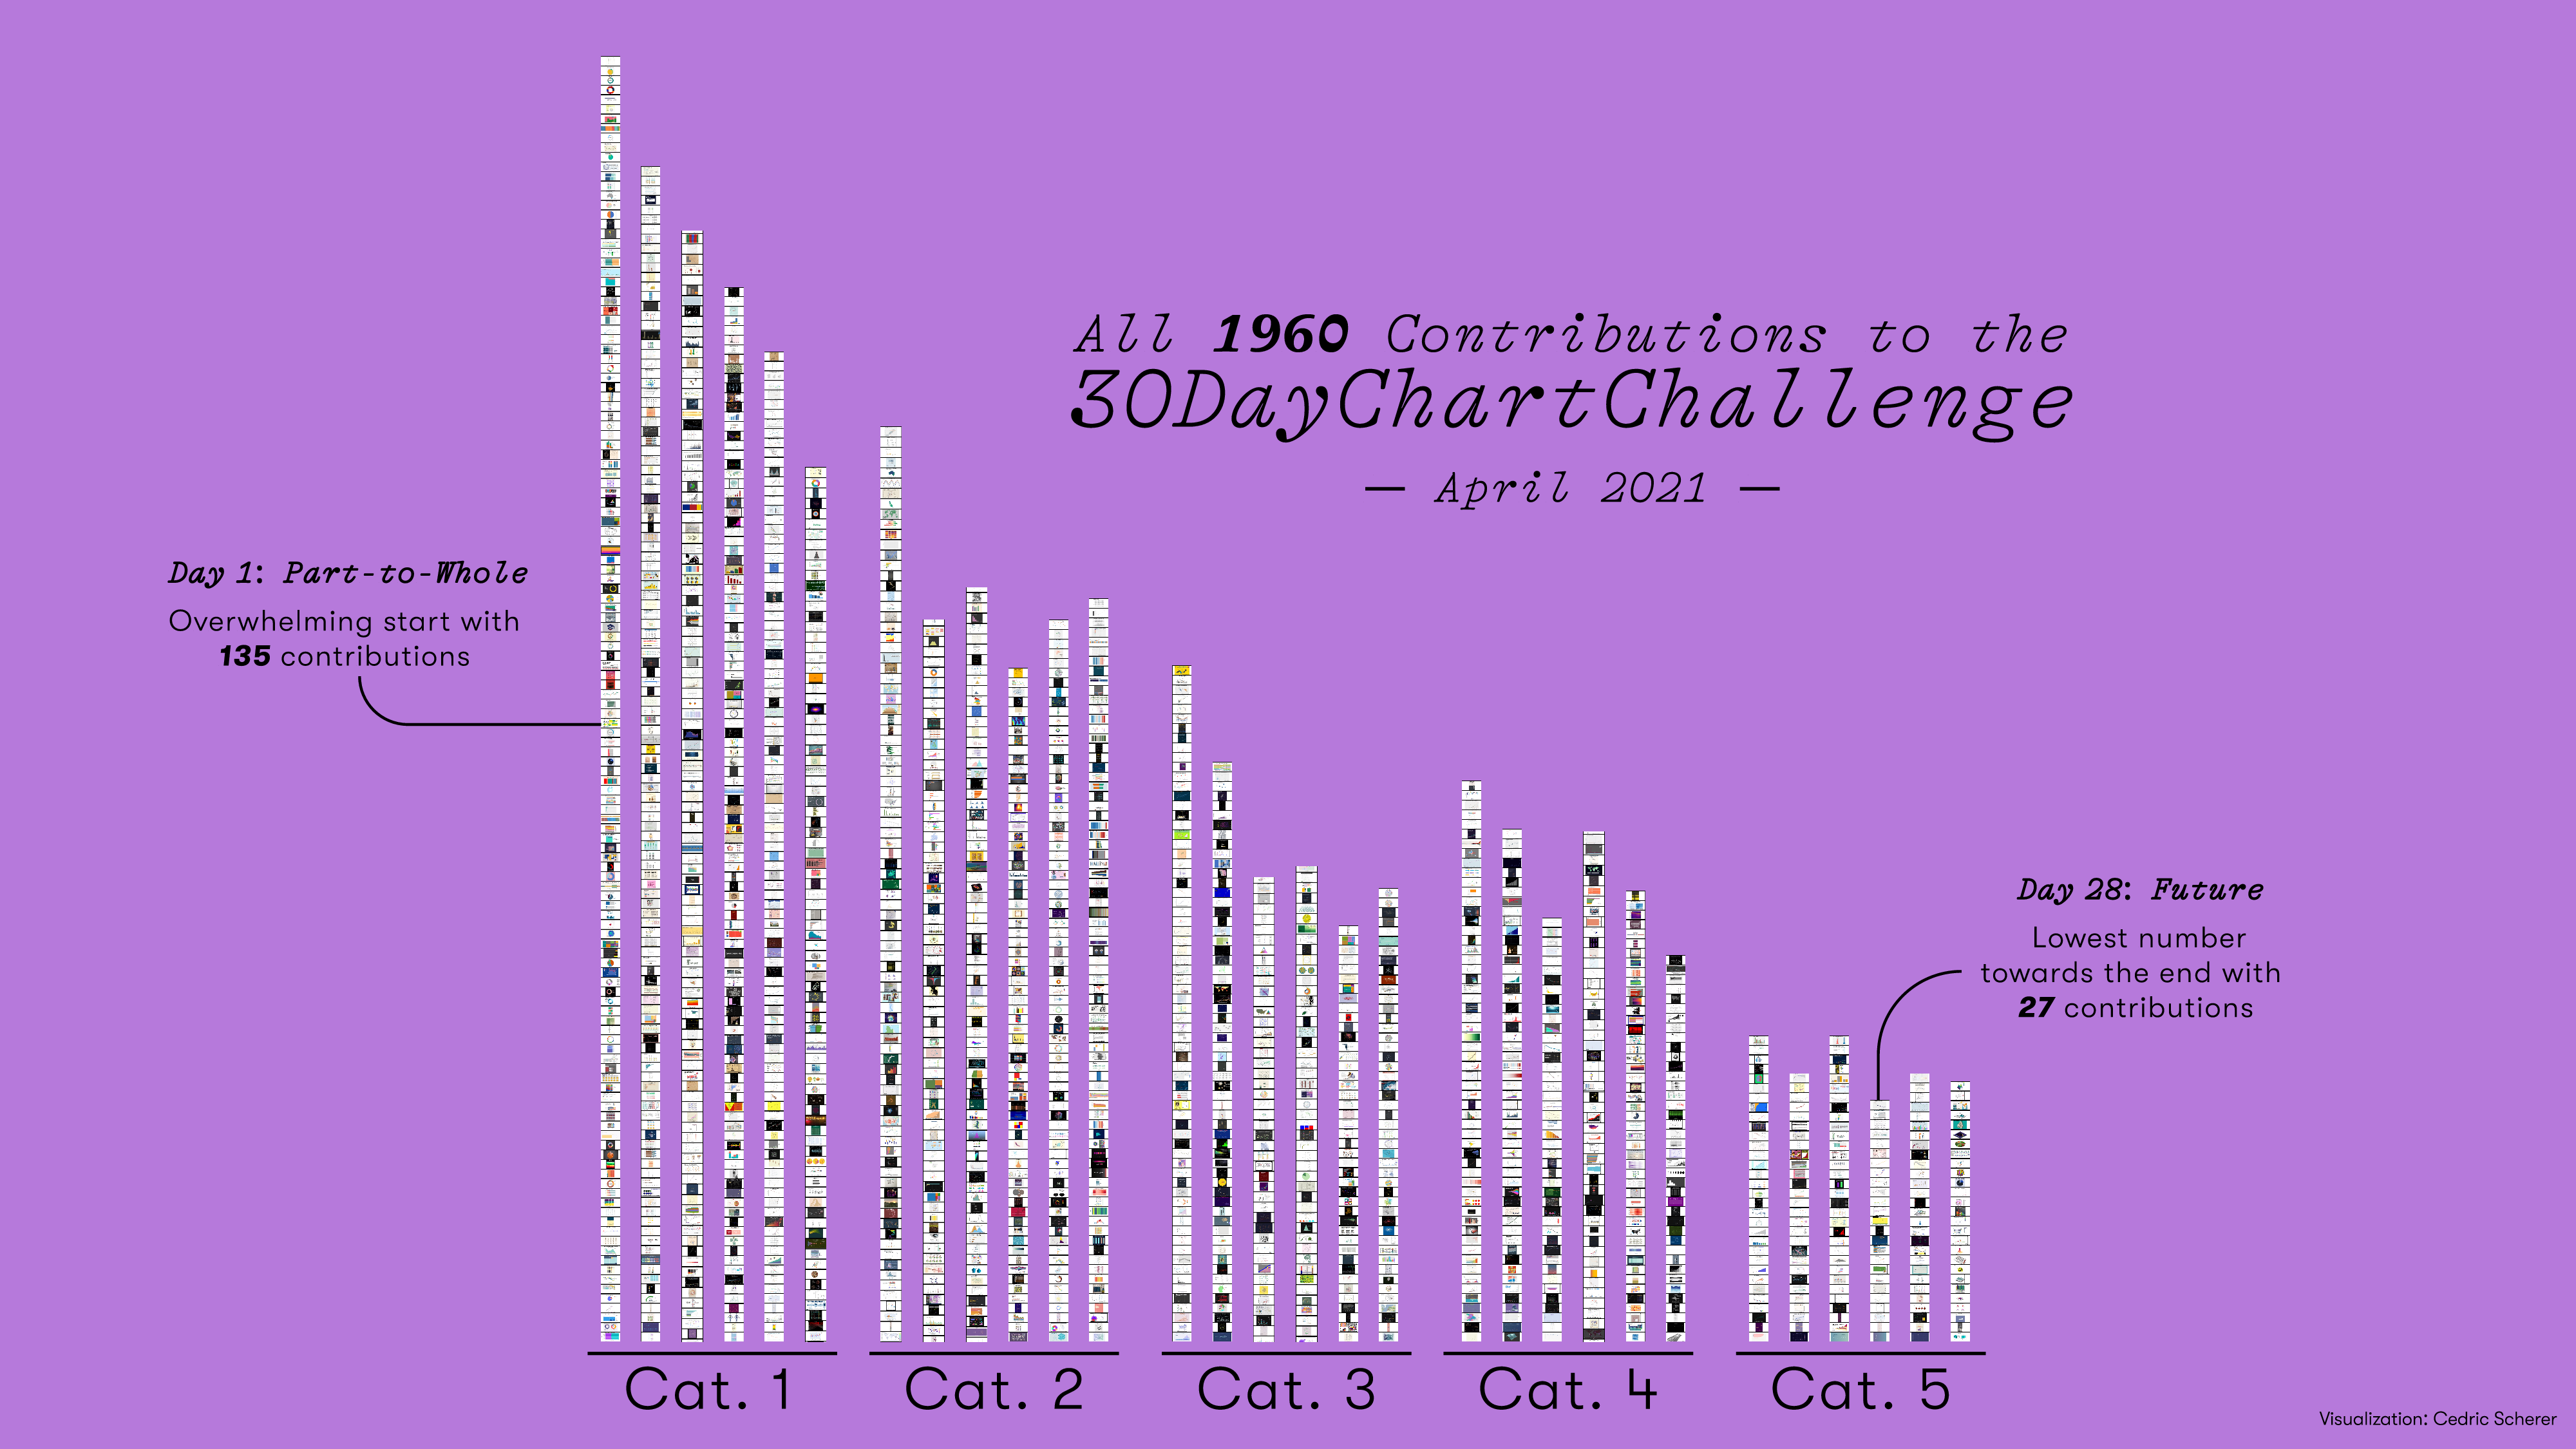 All 1960 Contributions to the
30DayChartChallenge
— April 2021 —
Day 1: Part-to-Whole
Overwhelming start with
135 contributions
Day 28: Future
Lowest number
towards the end with
27 contributions
Cat. 1
Cat. 2
Cat. 3
Cat. 4
Cat. 5
Visualization: Cedric Scherer